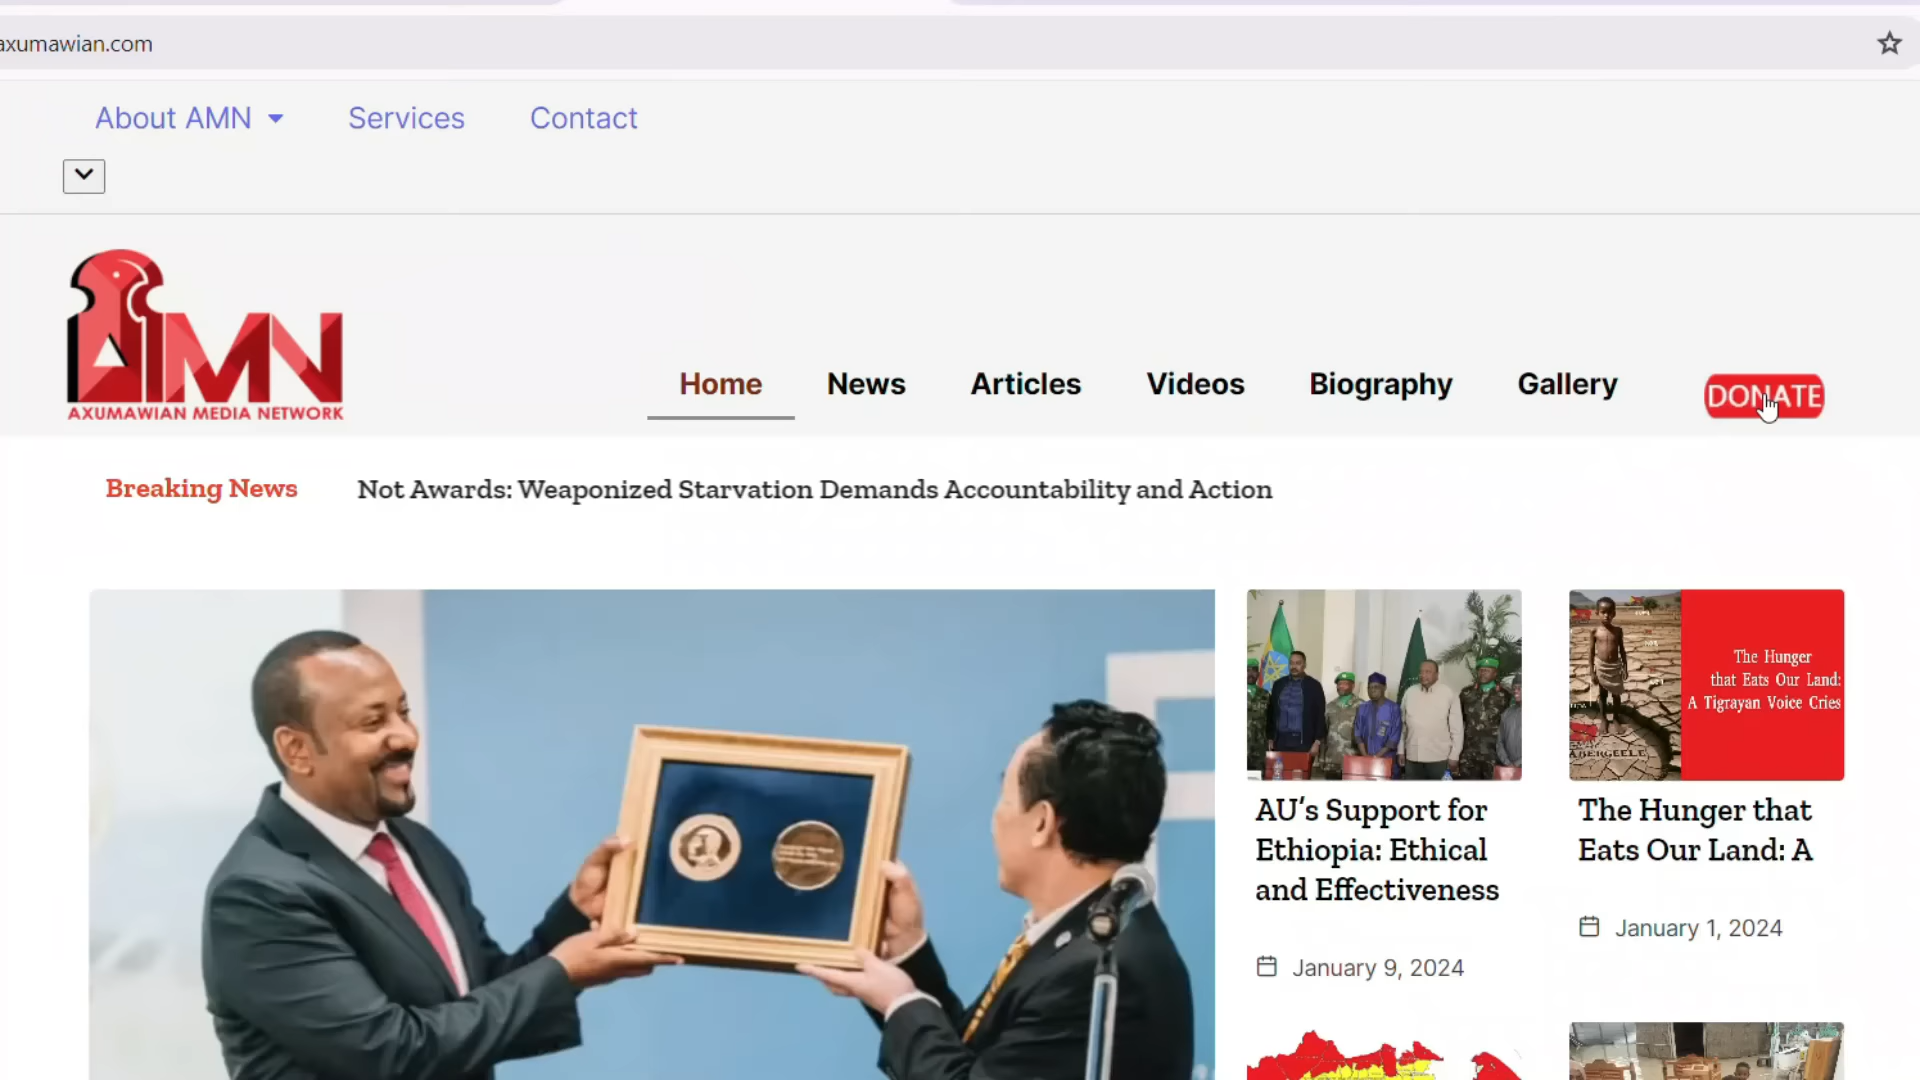 axumawian.com
About AMN
Services
Contact
AMN
AXUMAWIAN MEDIA NETWORK
Home
News
Articles
Videos
Biography
Gallery
DONATE
Breaking News
Not Awards: Weaponized Starvation Demands Accountability and Action
The Hunger
that Eats Our Land:
A Tigrayan Voice Cries
ABERGEELE
AU’s Support for
Ethiopia: Ethical
and Effectiveness
January 9, 2024
The Hunger that
Eats Our Land: A
January 1, 2024